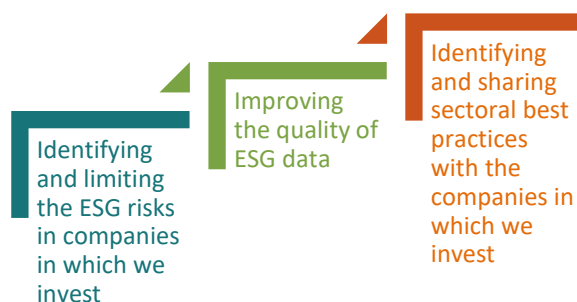 Identifying
and limiting
the ESG risks
in companies
in which we
invest
Improving
the quality of
ESG data
Identifying
and sharing
sectoral best
practices
with the
companies in
which we
invest